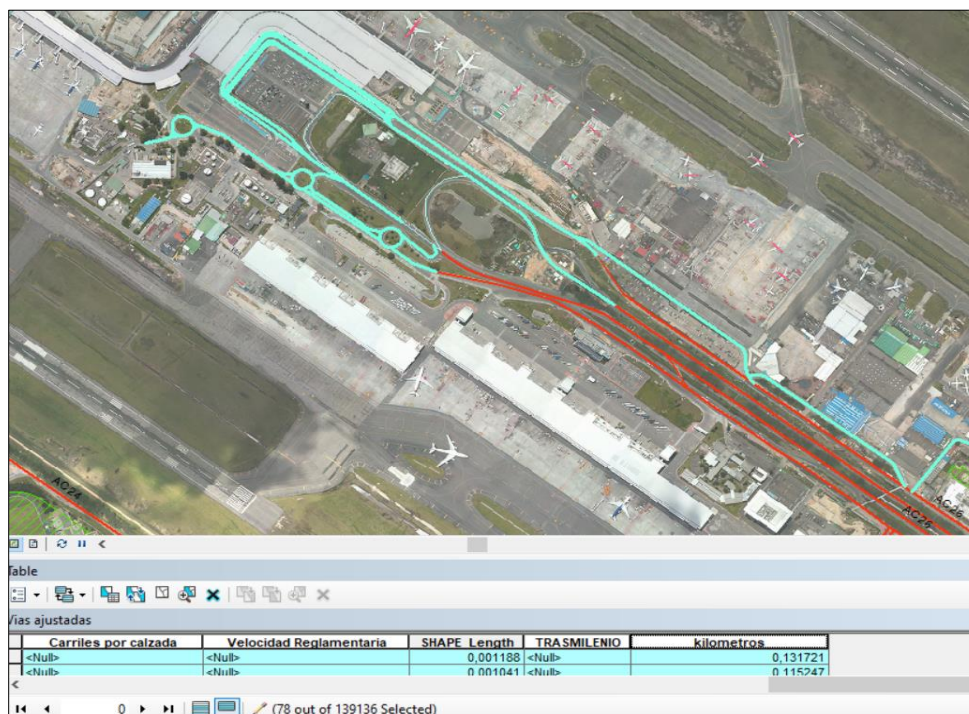 AC24
AC26
AC26
Table
Vias ajustadas
Carriles por calzada Velocidad Reglamentaria SHAPE_Length TRASMILENIO kilometros
<Null> <Null> 0,001188 <Null> 0,131721
<Null> <Null> 0,001041 <Null> 0,115247
0 (78 out of 139136 Selected)